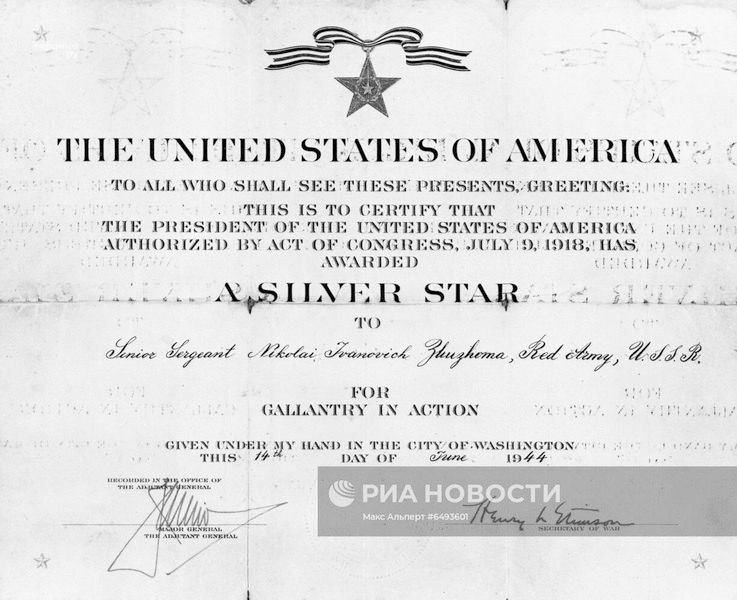 THE UNITED STATES OF AMERICA
TO ALL WHO SHALL SEE THESE PRESENTS, GREETING:
THIS IS TO CERTIFY THAT
THE PRESIDENT OF THE UNITED STATES OF AMERICA
AUTHORIZED BY ACT OF CONGRESS, JULY 9, 1918, HAS
AWARDED
A SILVER STAR
TO
Senior Sergeant Nikolai Ivanovich Zhuzhoma, Red Army, U.S.S.R.
FOR
GALLANTRY IN ACTION
GIVEN UNDER MY HAND IN THE CITY OF WASHINGTON
THIS 14th DAY OF June 1944
RECORDED IN THE OFFICE OF
THE ADJUTANT GENERAL
MAJOR GENERAL
THE ADJUTANT GENERAL
РИА НОВОСТИ
Макс Альперт #6493601
Henry L Stimson
SECRETARY OF WAR